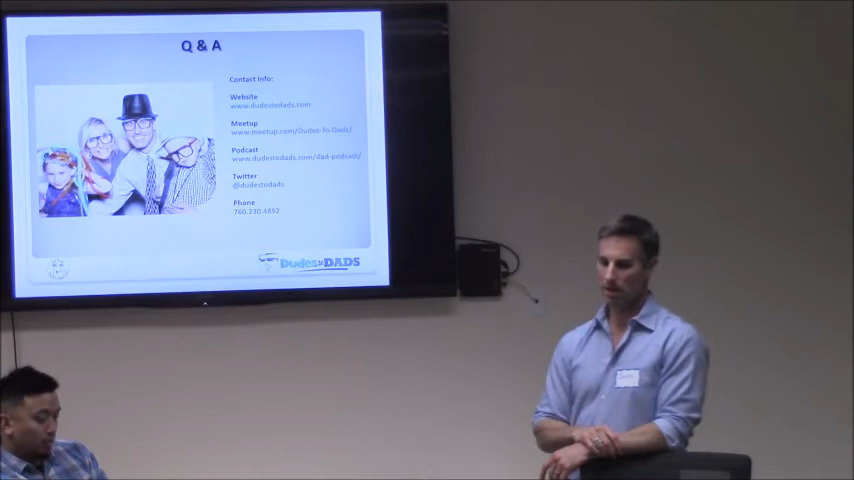 Q & A
Contact Info:
Website
www.dudestodads.com
Meetup
www.meetup.com/Dudes-To-Dads/
Podcast
www.dudestodads.com/dad-podcast/
Twitter
@dudestodads
Phone
760.230.4892
Dudes to DADS